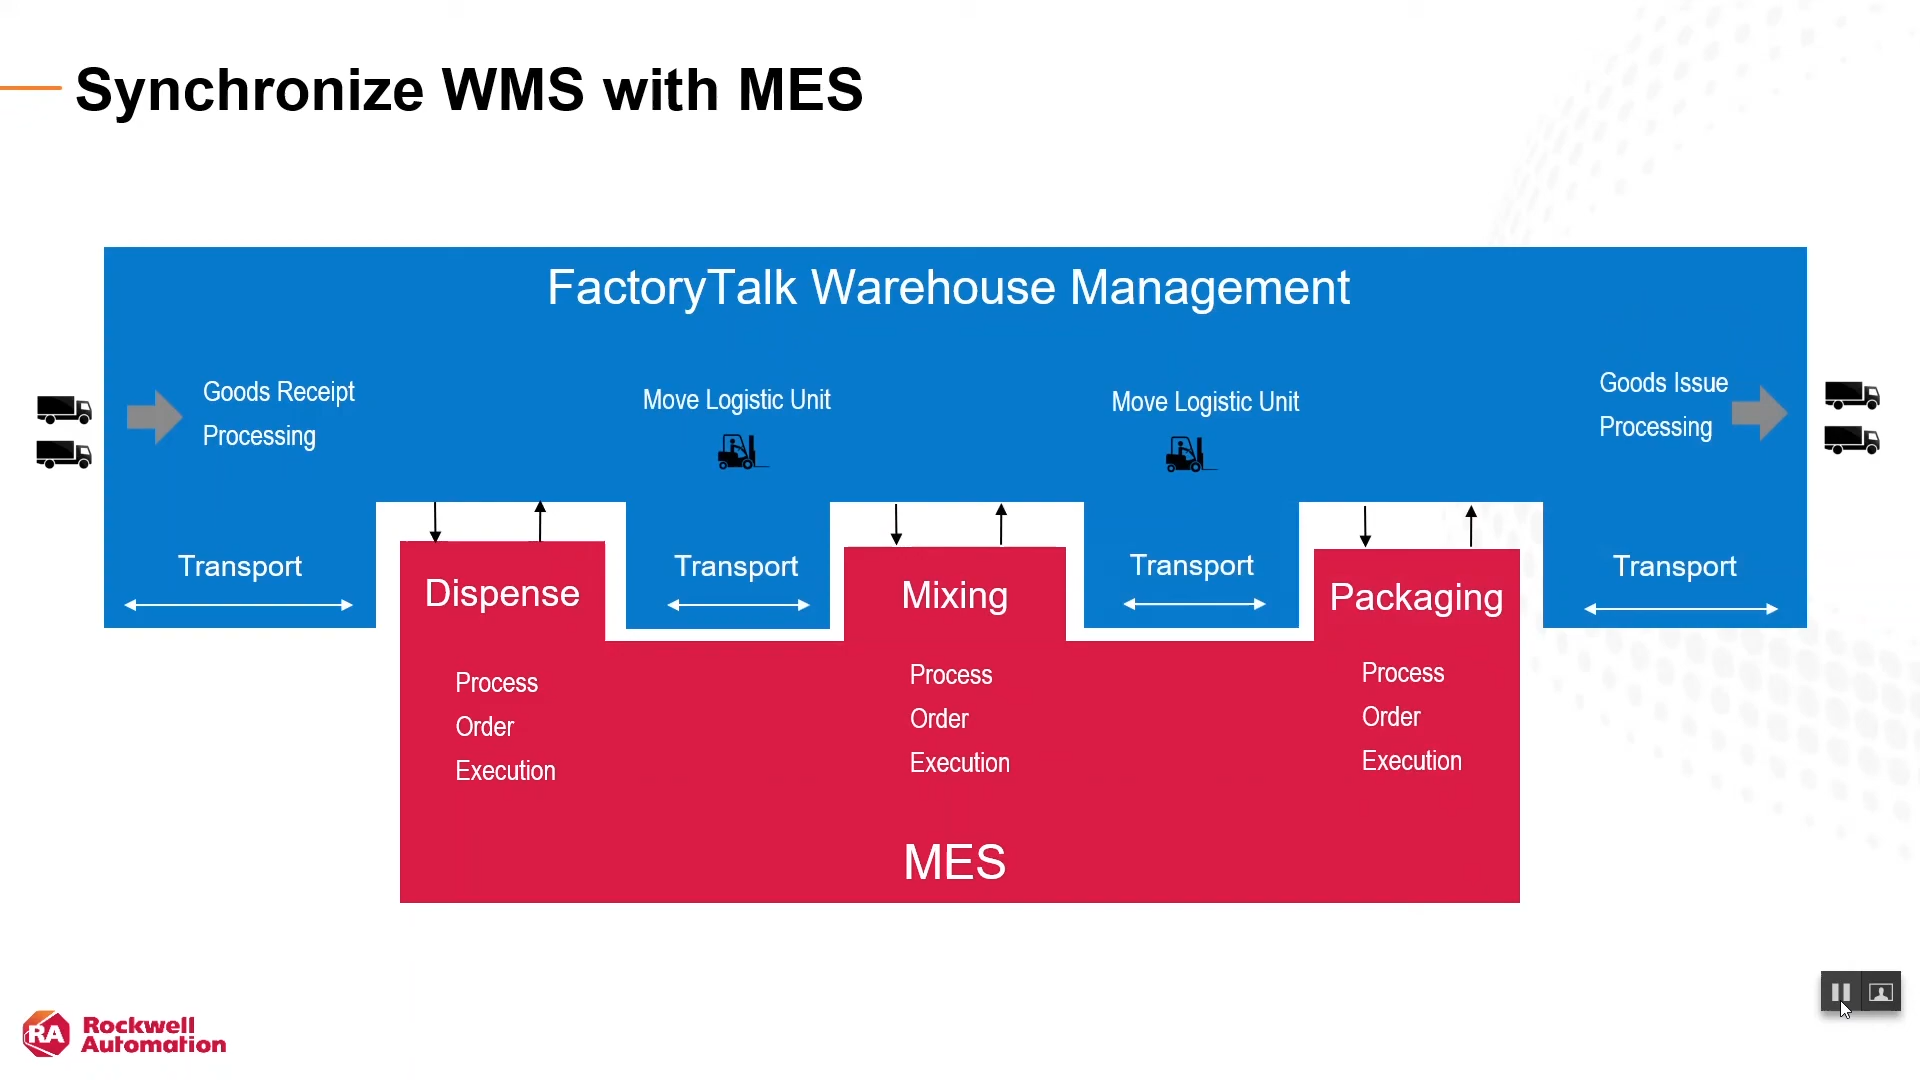 Synchronize WMS with MES
FactoryTalk Warehouse Management
Goods Receipt
Processing
Move Logistic Unit
Move Logistic Unit
Goods Issue
Processing
Transport
Dispense
Transport
Mixing
Transport
Packaging
Transport
Process
Order
Execution
Process
Order
Execution
Process
Order
Execution
MES
RA
Rockwell
Automation